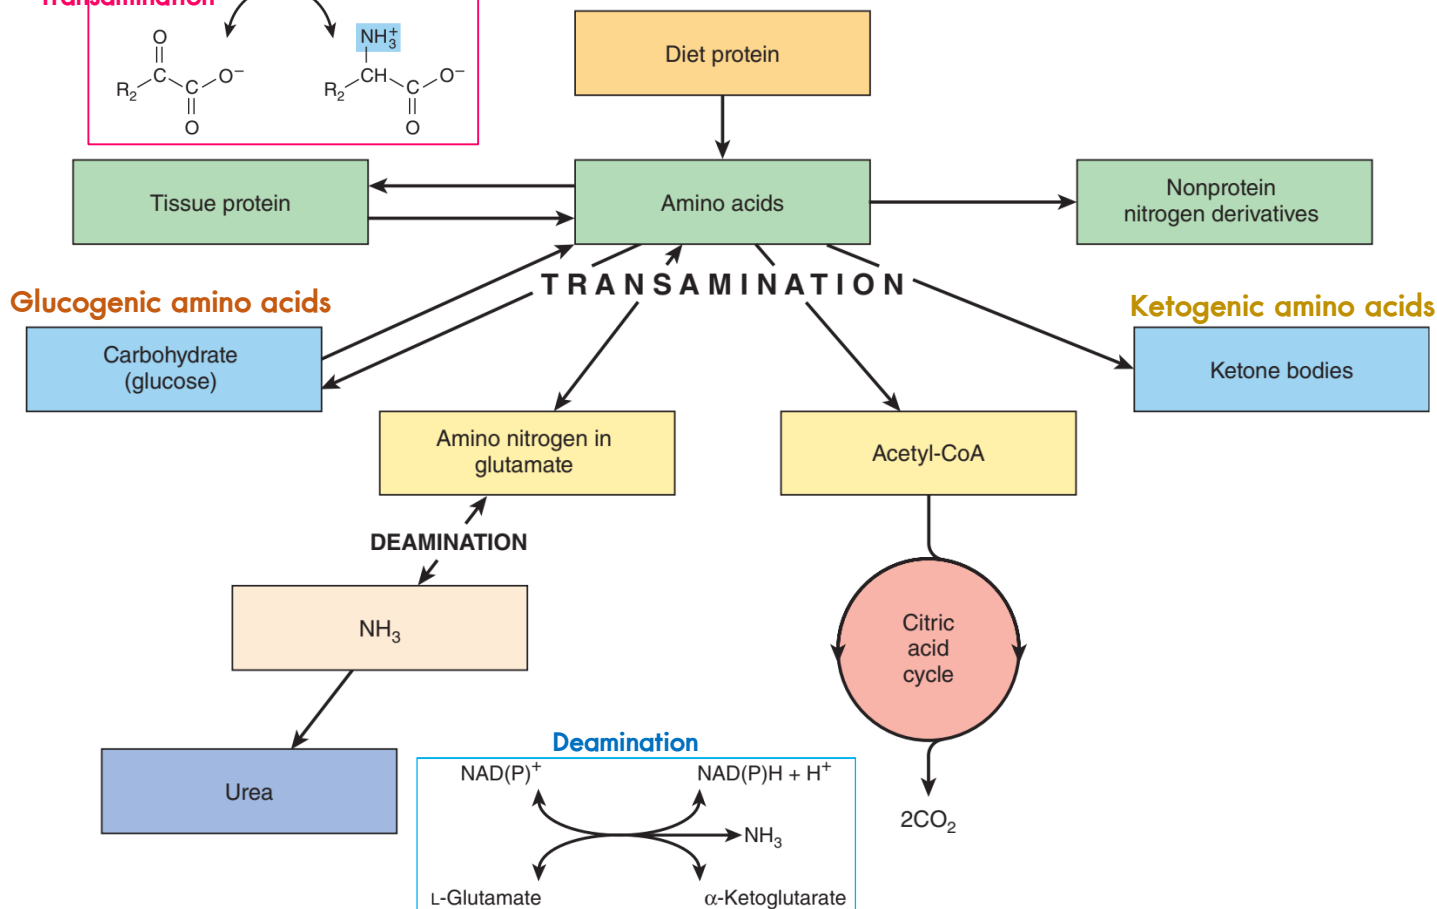 Transamination
O
NH3+
R2
C
C
O−
O
R2
CH
C
O−
O
Diet protein
Tissue protein
Amino acids
Nonprotein
nitrogen derivatives
TRANSAMINATION
Glucogenic amino acids
Ketogenic amino acids
Carbohydrate
(glucose)
Ketone bodies
Amino nitrogen in
glutamate
Acetyl-CoA
DEAMINATION
NH3
Citric
acid
cycle
Urea
2CO2
Deamination
NAD(P)+
NAD(P)H + H+
NH3
L-Glutamate
α-Ketoglutarate